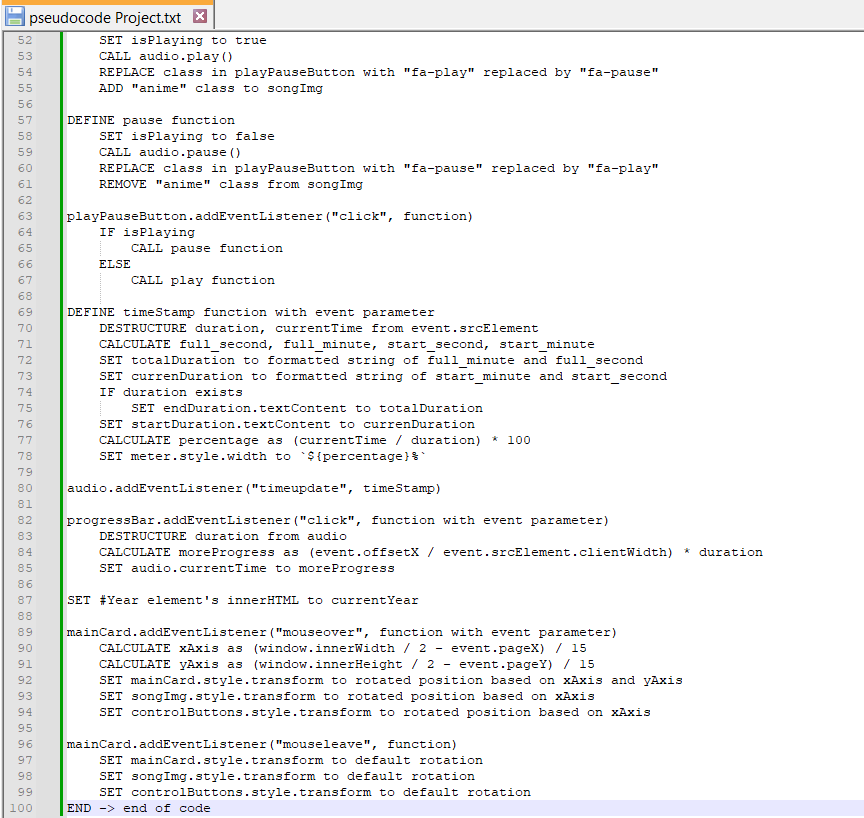 pseudocode Project.txt
52 SET isPlaying to true
53 CALL audio.play()
54 REPLACE class in playPauseButton with "fa-play" replaced by "fa-pause"
55 ADD "anime" class to songImg
56
57 DEFINE pause function
58 SET isPlaying to false
59 CALL audio.pause()
60 REPLACE class in playPauseButton with "fa-pause" replaced by "fa-play"
61 REMOVE "anime" class from songImg
62
63 playPauseButton.addEventListener("click", function)
64 IF isPlaying
65 CALL pause function
66 ELSE
67 CALL play function
68
69 DEFINE timeStamp function with event parameter
70 DESTRUCTURE duration, currentTime from event.srcElement
71 CALCULATE full_second, full_minute, start_second, start_minute
72 SET totalDuration to formatted string of full_minute and full_second
73 SET currenDuration to formatted string of start_minute and start_second
74 IF duration exists
75 SET endDuration.textContent to totalDuration
76 SET startDuration.textContent to currenDuration
77 CALCULATE percentage as (currentTime / duration) * 100
78 SET meter.style.width to `${percentage}%`
79
80 audio.addEventListener("timeupdate", timeStamp)
81
82 progressBar.addEventListener("click", function with event parameter)
83 DESTRUCTURE duration from audio
84 CALCULATE moreProgress as (event.offsetX / event.srcElement.clientWidth) * duration
85 SET audio.currentTime to moreProgress
86
87 SET #Year element's innerHTML to currentYear
88
89 mainCard.addEventListener("mouseover", function with event parameter)
90 CALCULATE xAxis as (window.innerWidth / 2 - event.pageX) / 15
91 CALCULATE yAxis as (window.innerHeight / 2 - event.pageY) / 15
92 SET mainCard.style.transform to rotated position based on xAxis and yAxis
93 SET songImg.style.transform to rotated position based on xAxis
94 SET controlButtons.style.transform to rotated position based on xAxis
95
96 mainCard.addEventListener("mouseleave", function)
97 SET mainCard.style.transform to default rotation
98 SET songImg.style.transform to default rotation
99 SET controlButtons.style.transform to default rotation
100 END -> end of code